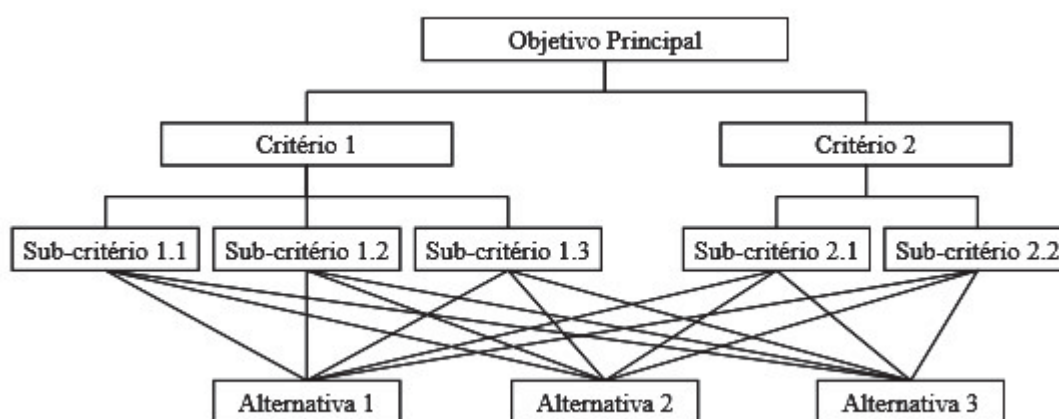 Objetivo Principal
Critério 1
Critério 2
Sub-critério 1.1
Sub-critério 1.2
Sub-critério 1.3
Sub-critério 2.1
Sub-critério 2.2
Alternativa 1
Alternativa 2
Alternativa 3